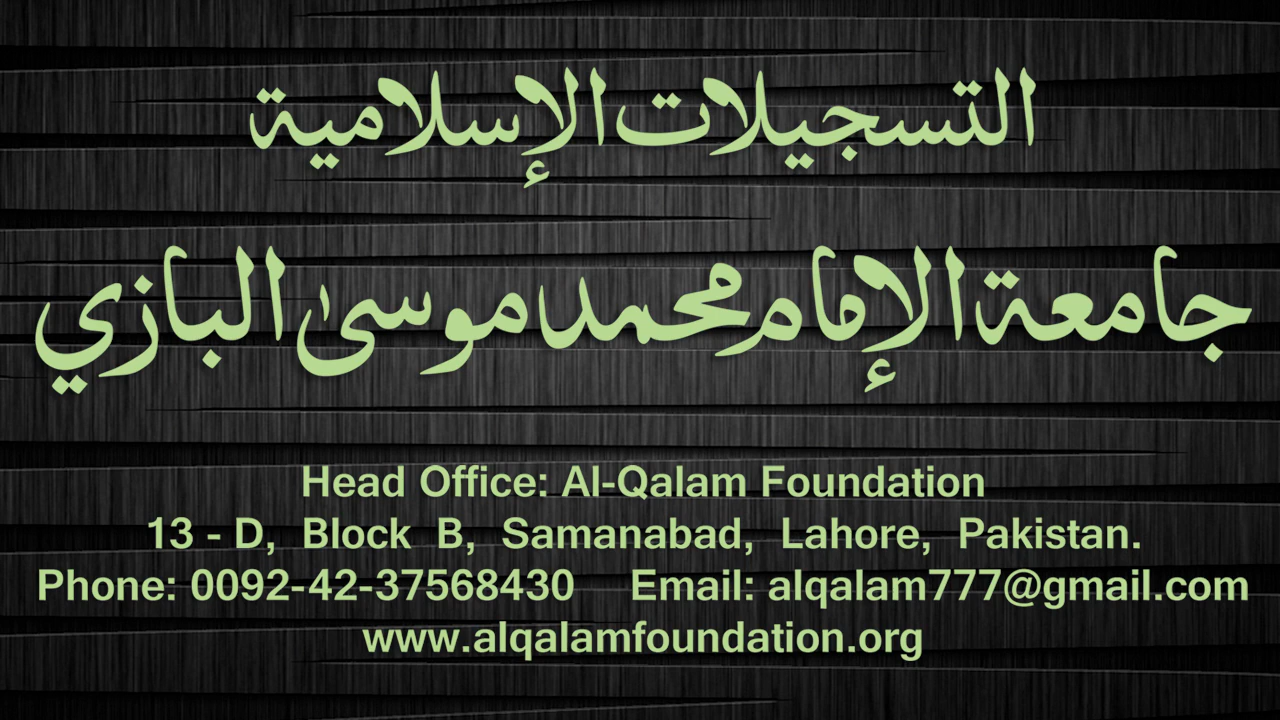 التسجيلات الإسلامية
جامعة الإمام محمد موسىٰ البازي
Head Office: Al-Qalam Foundation
13 - D, Block B, Samanabad, Lahore, Pakistan.
Phone: 0092-42-37568430 Email: alqalam777@gmail.com
www.alqalamfoundation.org